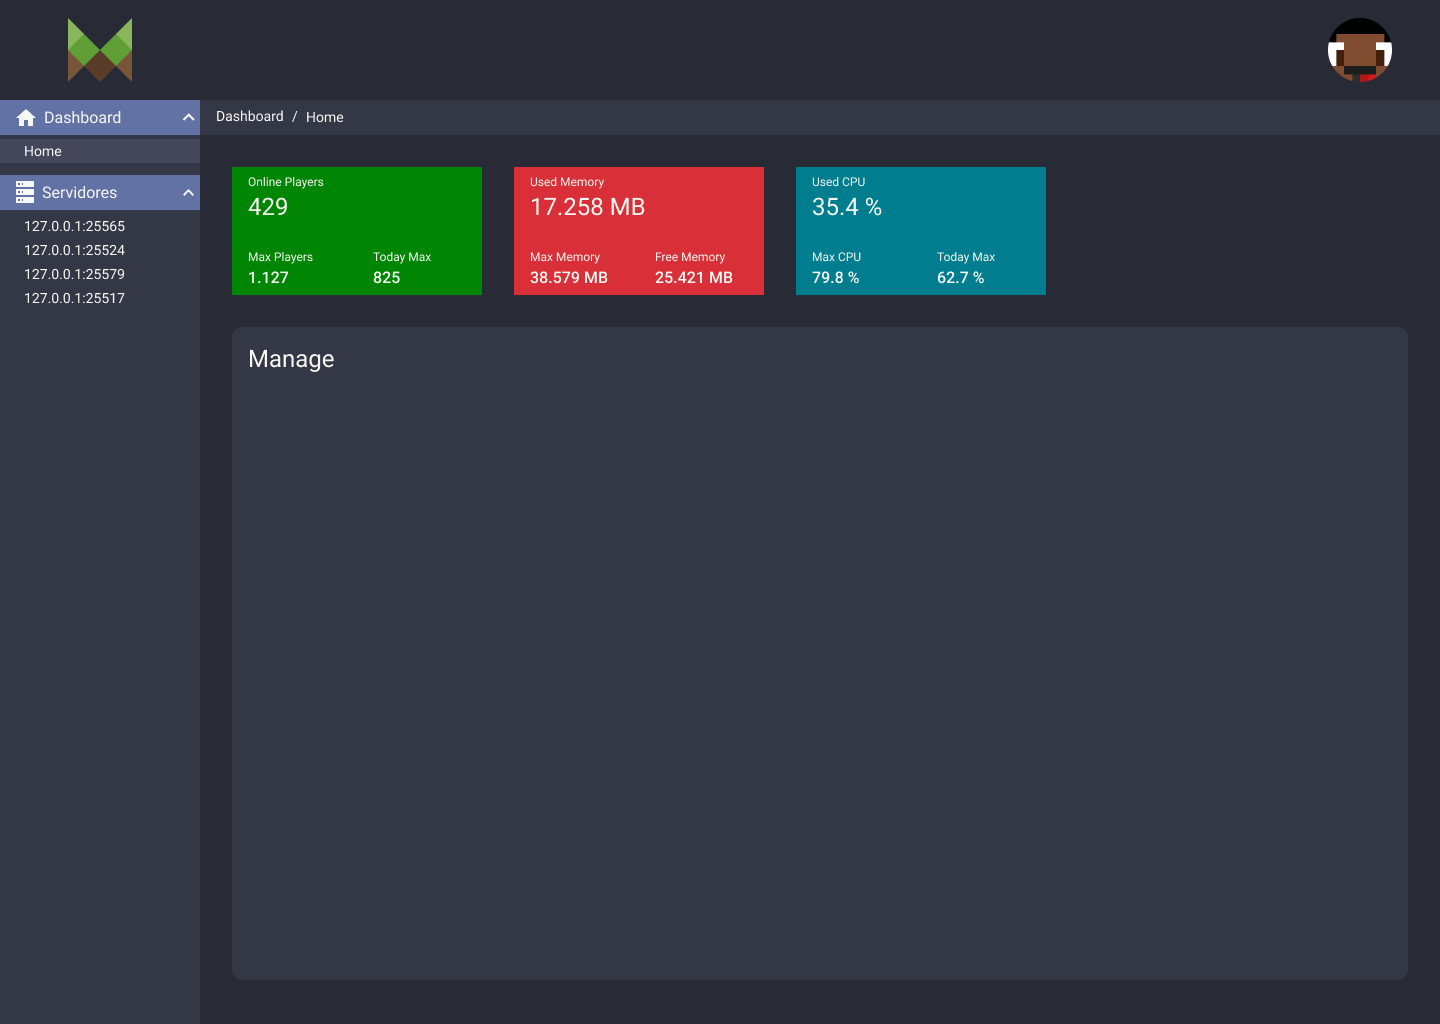 Dashboard
Home
Servidores
127.0.0.1:25565
127.0.0.1:25524
127.0.0.1:25579
127.0.0.1:25517
Dashboard / Home
Online Players
429
Max Players
1.127
Today Max
825
Used Memory
17.258 MB
Max Memory
38.579 MB
Free Memory
25.421 MB
Used CPU
35.4 %
Max CPU
79.8 %
Today Max
62.7 %
Manage